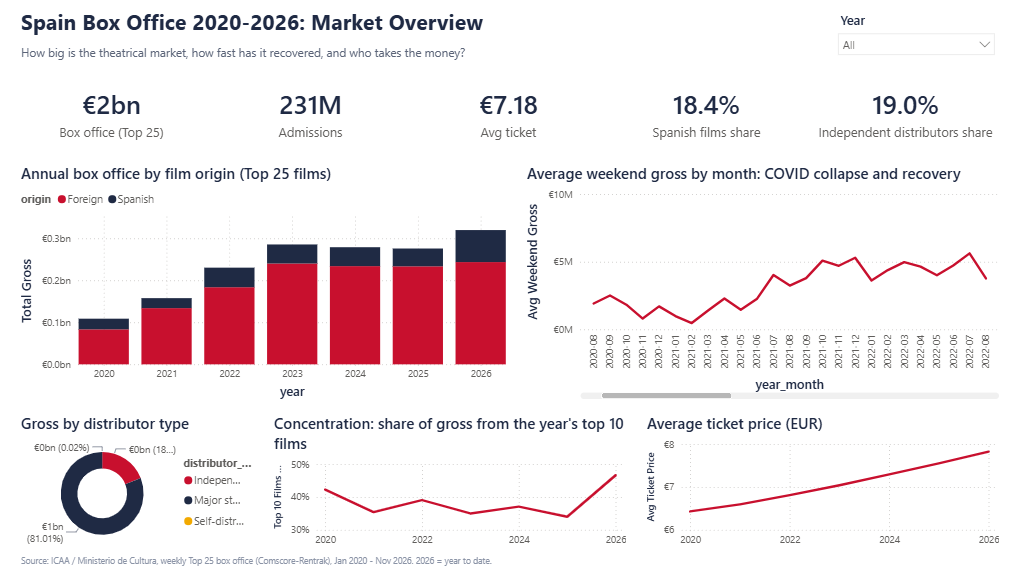 Spain Box Office 2020-2026: Market Overview
How big is the theatrical market, how fast has it recovered, and who takes the money?
Year
All
€2bn
Box office (Top 25)
231M
Admissions
€7.18
Avg ticket
18.4%
Spanish films share
19.0%
Independent distributors share
Annual box office by film origin (Top 25 films)
origin Foreign Spanish
Total Gross
€0.3bn
€0.2bn
€0.1bn
€0.0bn
2020 2021 2022 2023 2024 2025 2026
year
Average weekend gross by month: COVID collapse and recovery
Avg Weekend Gross
€10M
€5M
€0M
2020-08 2020-09 2020-10 2020-11 2020-12 2021-01 2021-02 2021-03 2021-04 2021-05 2021-06 2021-07 2021-08 2021-09 2021-10 2021-11 2021-12 2022-01 2022-02 2022-03 2022-04 2022-05 2022-06 2022-07 2022-08
year_month
Gross by distributor type
€0bn (0.02%)
€0bn (18...)
€1bn
(81.01%)
distributor_...
Indepen...
Major st...
Self-distr...
Concentration: share of gross from the year's top 10
films
Top 10 Films ...
50%
40%
30%
2020 2022 2024 2026
Average ticket price (EUR)
Avg Ticket Price
€8
€7
€6
2020 2022 2024 2026
Source: ICAA / Ministerio de Cultura, weekly Top 25 box office (Comscore-Rentrak), Jan 2020 - Nov 2026. 2026 = year to date.